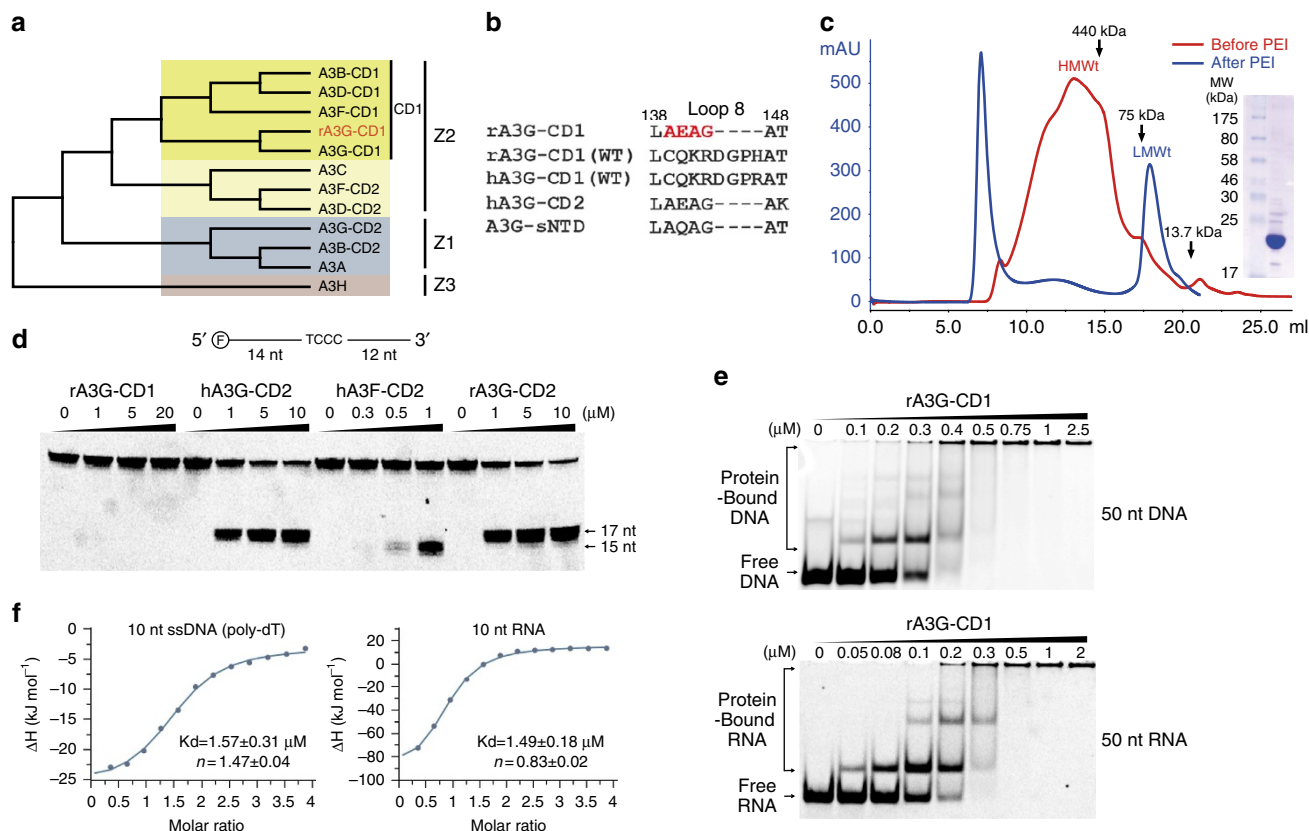 a
A3B-CD1
A3D-CD1
A3F-CD1
rA3G-CD1
A3G-CD1
A3C
A3F-CD2
A3D-CD2
A3G-CD2
A3B-CD2
A3A
A3H
CD1
Z2
Z1
Z3
b
Loop 8
138 148
rA3G-CD1 LAEAG----AT
rA3G-CD1(WT) LCQKRDGPHAT
hA3G-CD1(WT) LCQKRDGPRAT
hA3G-CD2 LAEAG----AK
A3G-sNTD LAQAG----AT
c
mAU
500
400
300
200
100
0
0.0 5.0 10.0 15.0 20.0 25.0 ml
440 kDa
HMWt
75 kDa
LMWt
13.7 kDa
Before PEI
After PEI
MW
(kDa)
175
80
58
46
30
25
17
d
5′ F TCCC 3′
14 nt 12 nt
rA3G-CD1 hA3G-CD2 hA3F-CD2 rA3G-CD2
0 1 5 20 0 1 5 10 0 0.3 0.5 1 0 1 5 10 (μM)
← 17 nt
← 15 nt
e
rA3G-CD1
(μM) 0 0.1 0.2 0.3 0.4 0.5 0.75 1 2.5
Protein
-Bound
DNA
Free
DNA
50 nt DNA
rA3G-CD1
(μM) 0 0.05 0.08 0.1 0.2 0.3 0.5 1 2
Protein
-Bound
RNA
Free
RNA
50 nt RNA
f
10 nt ssDNA (poly-dT)
ΔH (kJ mol⁻¹)
0
−5
−10
−15
−20
−25
Kd=1.57±0.31 μM
n=1.47±0.04
0 0.5 1 1.5 2 2.5 3 3.5 4
Molar ratio
10 nt RNA
ΔH (kJ mol⁻¹)
20
0
−20
−40
−60
−80
−100
Kd=1.49±0.18 μM
n=0.83±0.02
0 0.5 1 1.5 2 2.5 3 3.5 4
Molar ratio